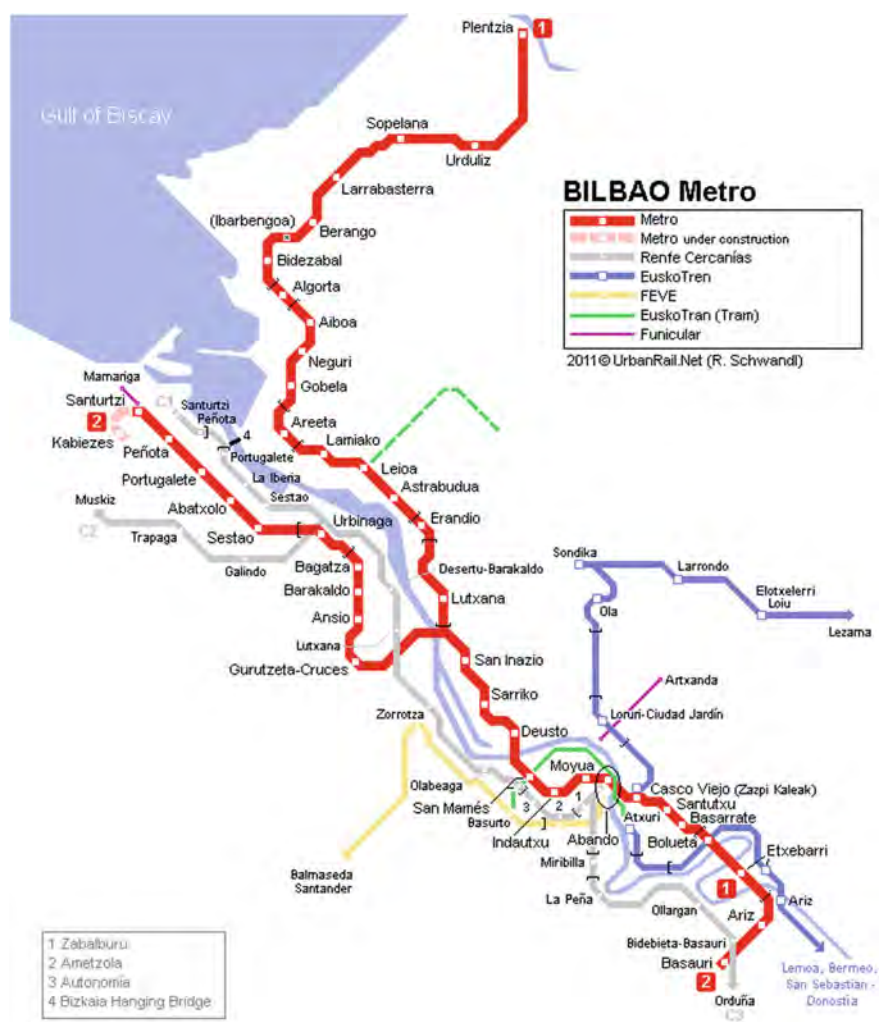 Plentzia
1
Gulf of Biscay
Sopelana
Urduliz
Larrabasterra
BILBAO Metro
(Ibarbengoa)
Berango
Metro
Metro under construction
Renfe Cercanías
EuskoTren
FEVE
EuskoTran (Tram)
Funicular
2011©UrbanRail.Net (R. Schwandl)
Bidezabal
Algorta
Aiboa
Neguri
Gobela
Mamariga
Santurtzi
C1
Santurtzi
Peñota
2
Kabiezes
4
Areeta
Lamiako
Peñota
Portugalete
Leioa
Portugalete
La Iberia
Astrabudua
Sestao
Muskiz
Abatxolo
C2
Urbinaga
Erandio
Trapaga
Sestao
Galindo
Bagatza
Desertu-Barakaldo
Sondika
Larrondo
Barakaldo
Lutxana
Elotxelerri
Loiu
Ola
Ansio
Lezama
Lutxana
Gurutzeta-Cruces
San Inazio
Artxanda
Sarriko
Zorrotza
Loruri-Ciudad Jardín
Deusto
Moyua
Olabeaga
Casco Viejo (Zazpi Kaleak)
San Mamés
3
2
1
Santutxu
Basurto
Atxuri
Basarrate
Indautxu
Abando
Bolueta
Etxebarri
Miribilla
Balmaseda
Santander
1
La Peña
Ariz
Ollargan
Ariz
Bidebieta-Basauri
Basauri
2
Lemoa, Bermeo,
San Sebastián -
Donostia
Orduña
C3
1 Zabalburu
2 Ametzola
3 Autonomía
4 Bizkaia Hanging Bridge